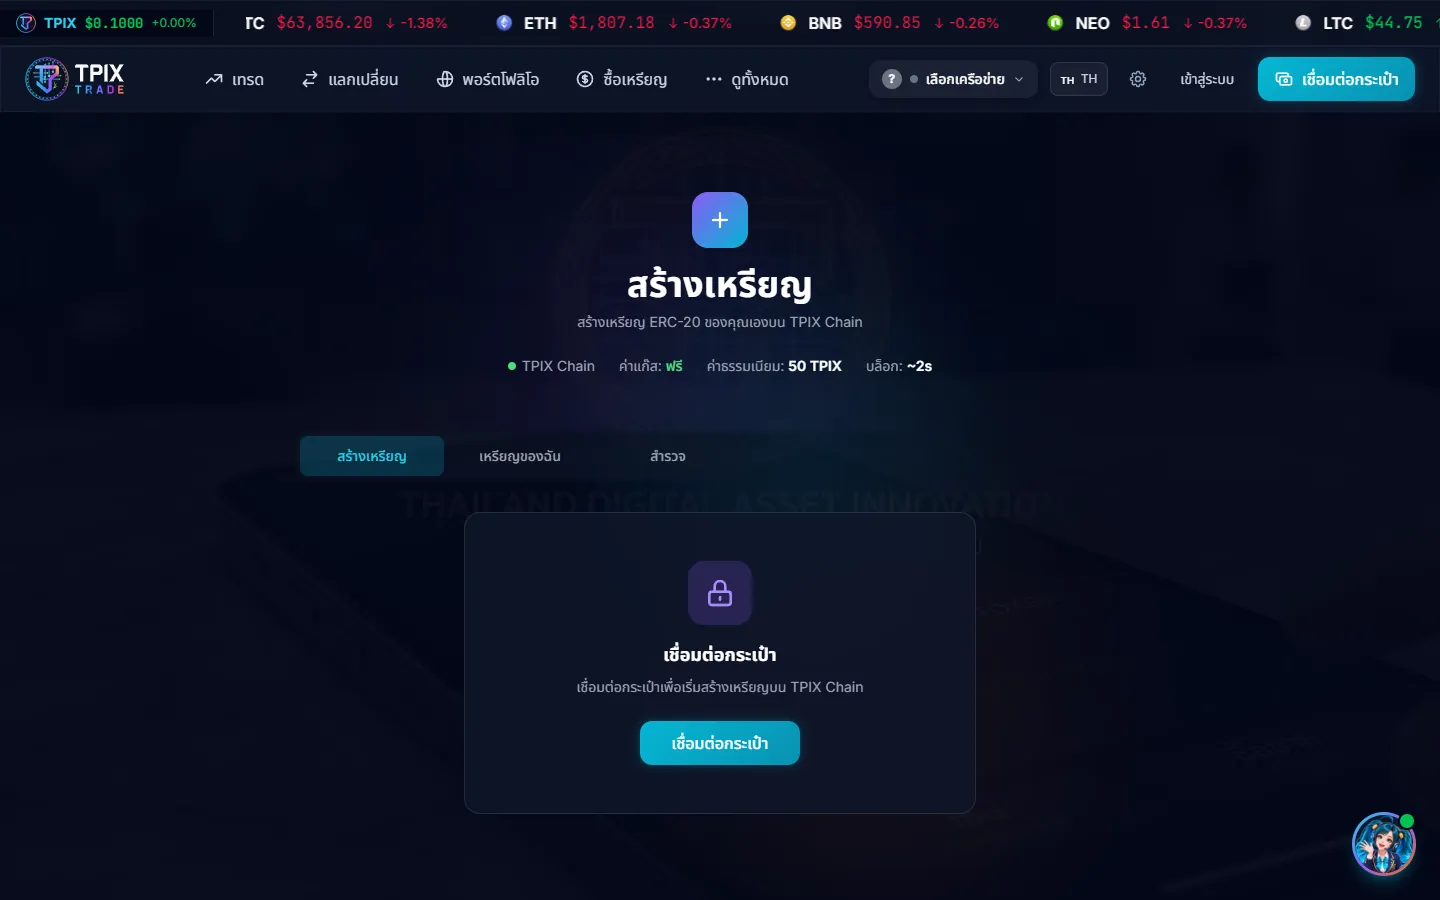 TPIX $0.1000 +0.00% TC $63,856.20 ↓ -1.38% ETH $1,807.18 ↓ -0.37% BNB $590.85 ↓ -0.26% NEO $1.61 ↓ -0.37% LTC $44.75
TPIX
TRADE
เทรด แลกเปลี่ยน พอร์ตโฟลิโอ ซื้อเหรียญ ดูทั้งหมด ? เลือกเครือข่าย TH TH เข้าสู่ระบบ เชื่อมต่อกระเป๋า
สร้างเหรียญ
สร้างเหรียญ ERC-20 ของคุณเองบน TPIX Chain
TPIX Chain ค่าแก๊ส: ฟรี ค่าธรรมเนียม: 50 TPIX บล็อก: ~2s
สร้างเหรียญ เหรียญของฉัน สำรวจ
THAILAND DIGITAL ASSET INNOVATION
เชื่อมต่อกระเป๋า
เชื่อมต่อกระเป๋าเพื่อเริ่มสร้างเหรียญบน TPIX Chain
เชื่อมต่อกระเป๋า